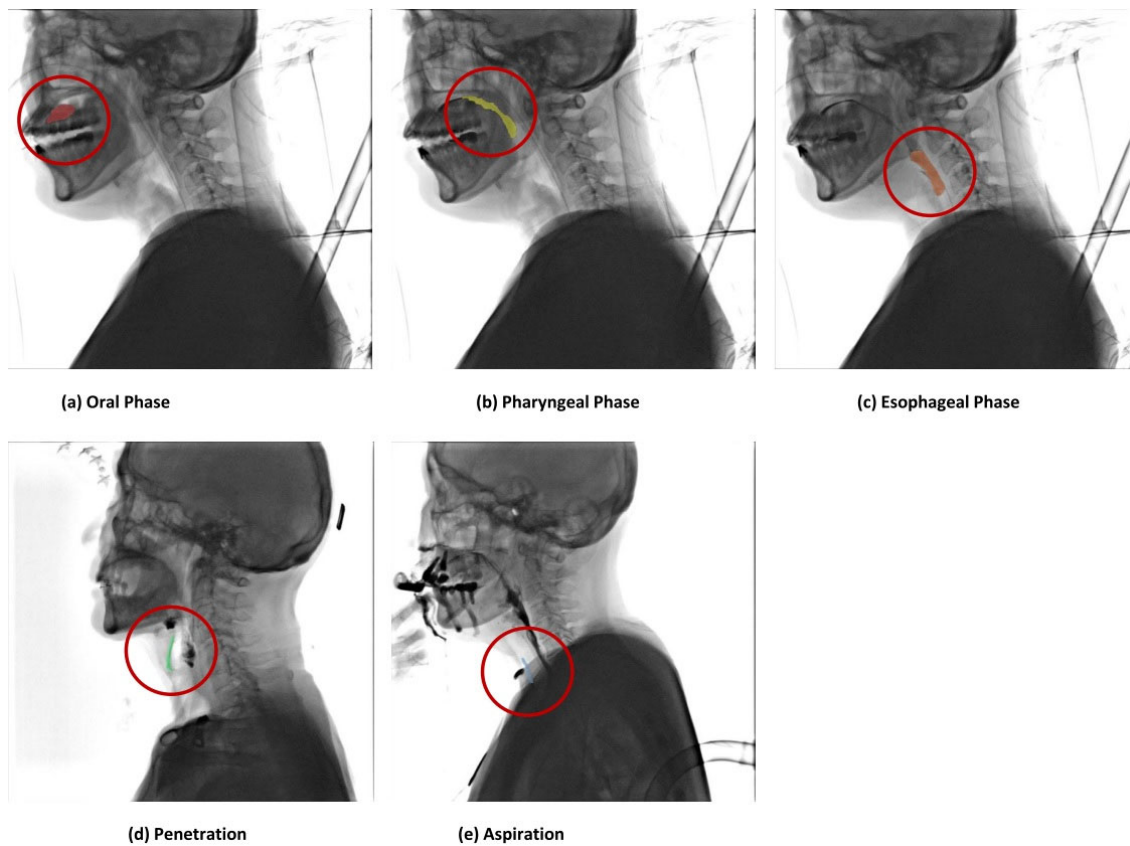 (a) Oral Phase
(b) Pharyngeal Phase
(c) Esophageal Phase
(d) Penetration
(e) Aspiration